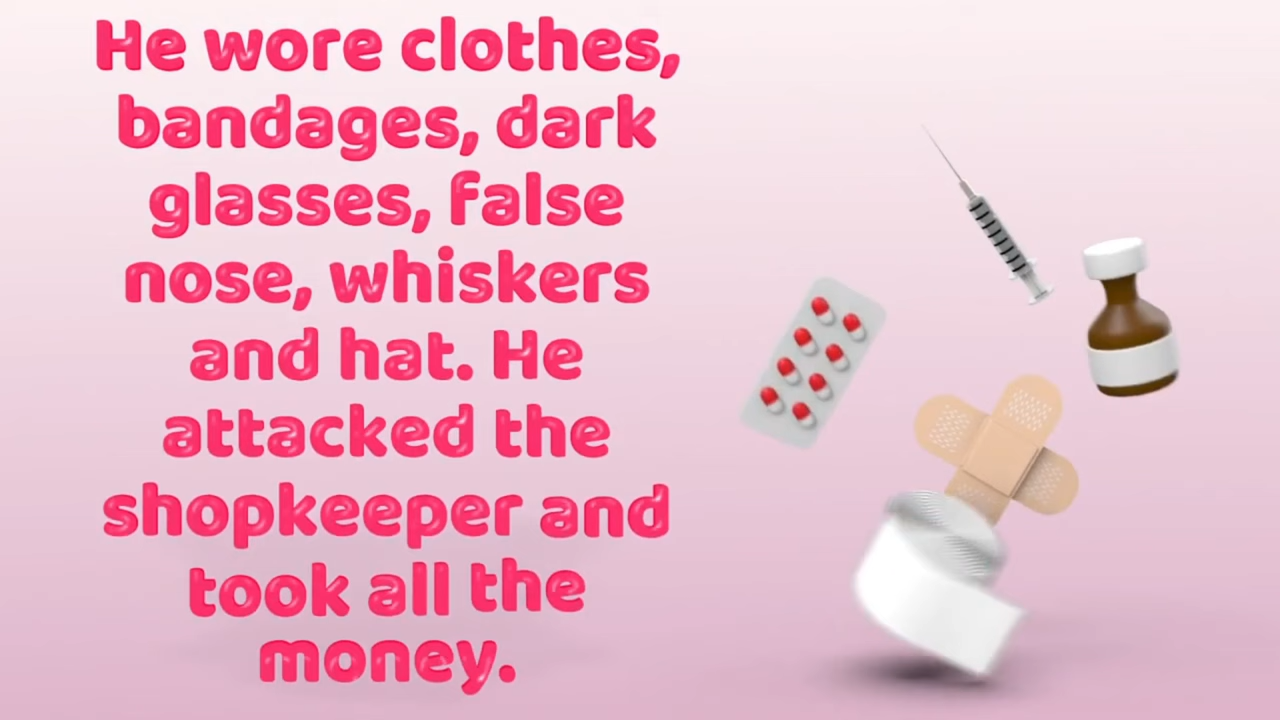 He wore clothes,
bandages, dark
glasses, false
nose, whiskers
and hat. He
attacked the
shopkeeper and
took all the
money.